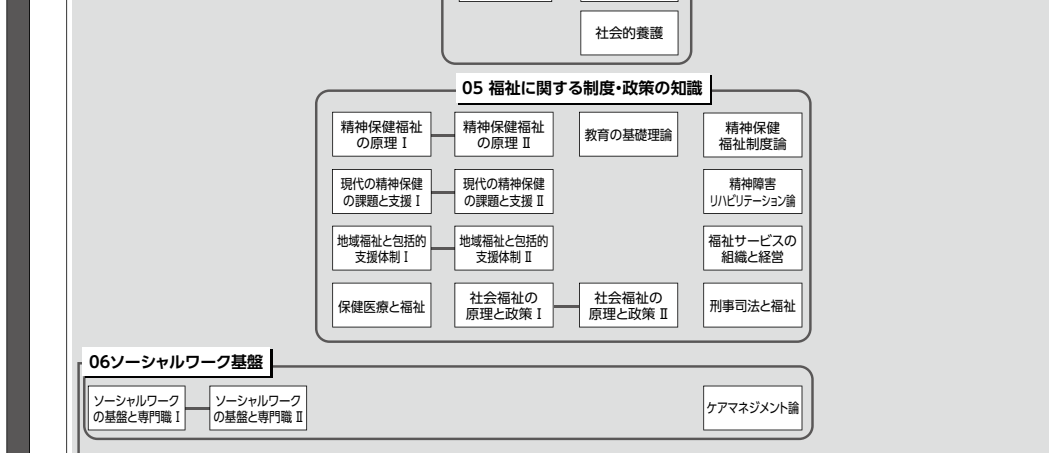 社会的養護
05 福祉に関する制度・政策の知識
精神保健福祉
の原理 Ⅰ
精神保健福祉
の原理 Ⅱ
教育の基礎理論
精神保健
福祉制度論
現代の精神保健
の課題と支援 Ⅰ
現代の精神保健
の課題と支援 Ⅱ
精神障害
リハビリテーション論
地域福祉と包括的
支援体制 Ⅰ
地域福祉と包括的
支援体制 Ⅱ
福祉サービスの
組織と経営
保健医療と福祉
社会福祉の
原理と政策 Ⅰ
社会福祉の
原理と政策 Ⅱ
刑事司法と福祉
06ソーシャルワーク基盤
ソーシャルワーク
の基盤と専門職 Ⅰ
ソーシャルワーク
の基盤と専門職 Ⅱ
ケアマネジメント論